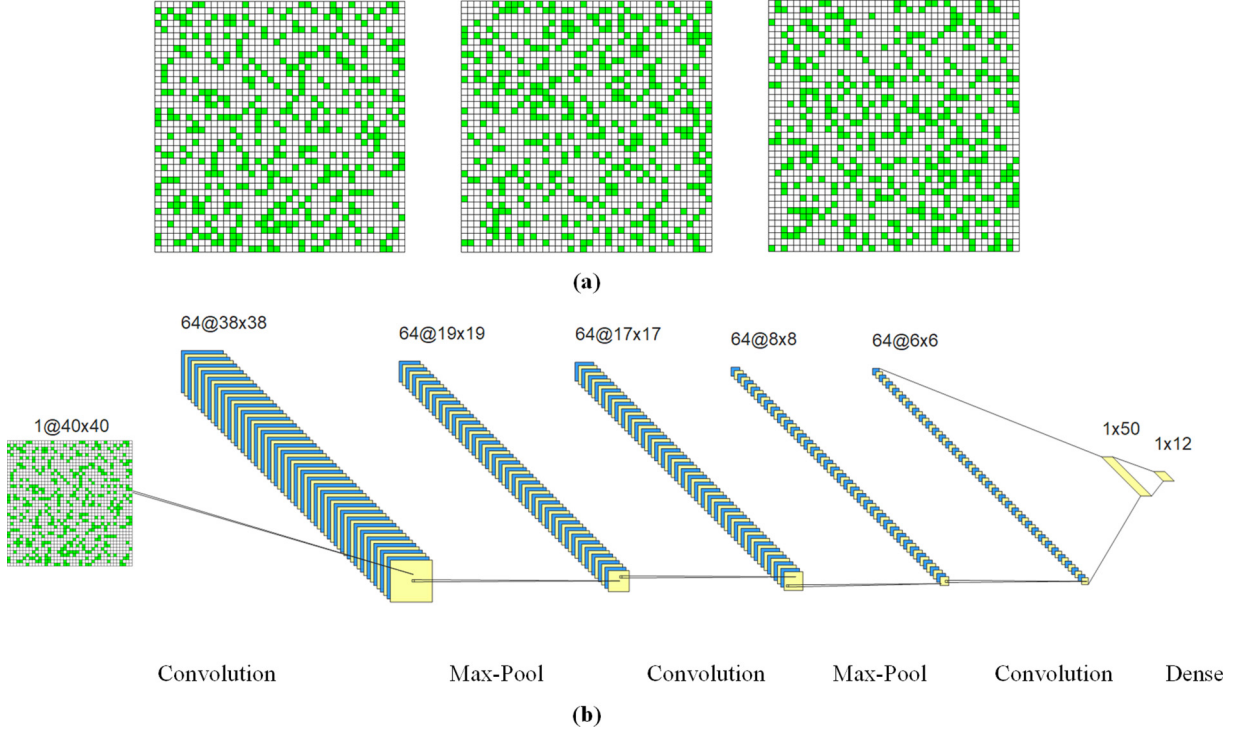 (a)
64@38x38
64@19x19
64@17x17
64@8x8
64@6x6
1@40x40
1x50
1x12
Convolution
Max-Pool
Convolution
Max-Pool
Convolution
Dense
(b)